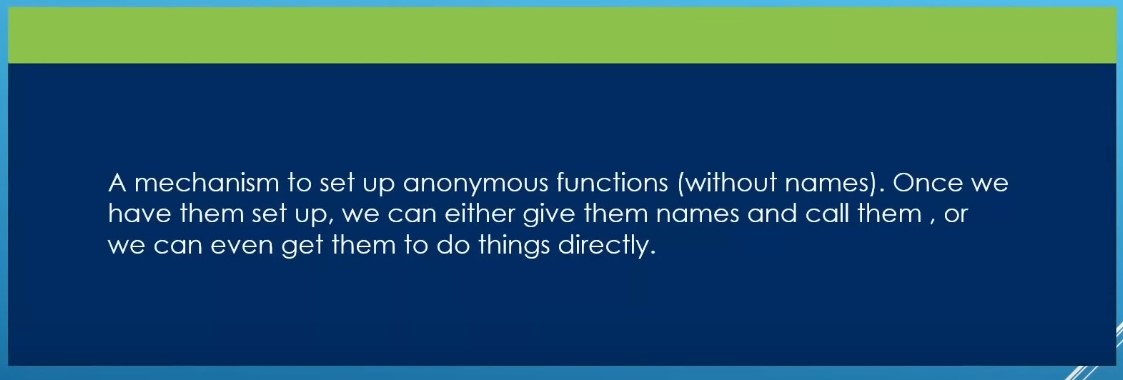 A mechanism to set up anonymous functions (without names). Once we
have them set up, we can either give them names and call them , or
we can even get them to do things directly.